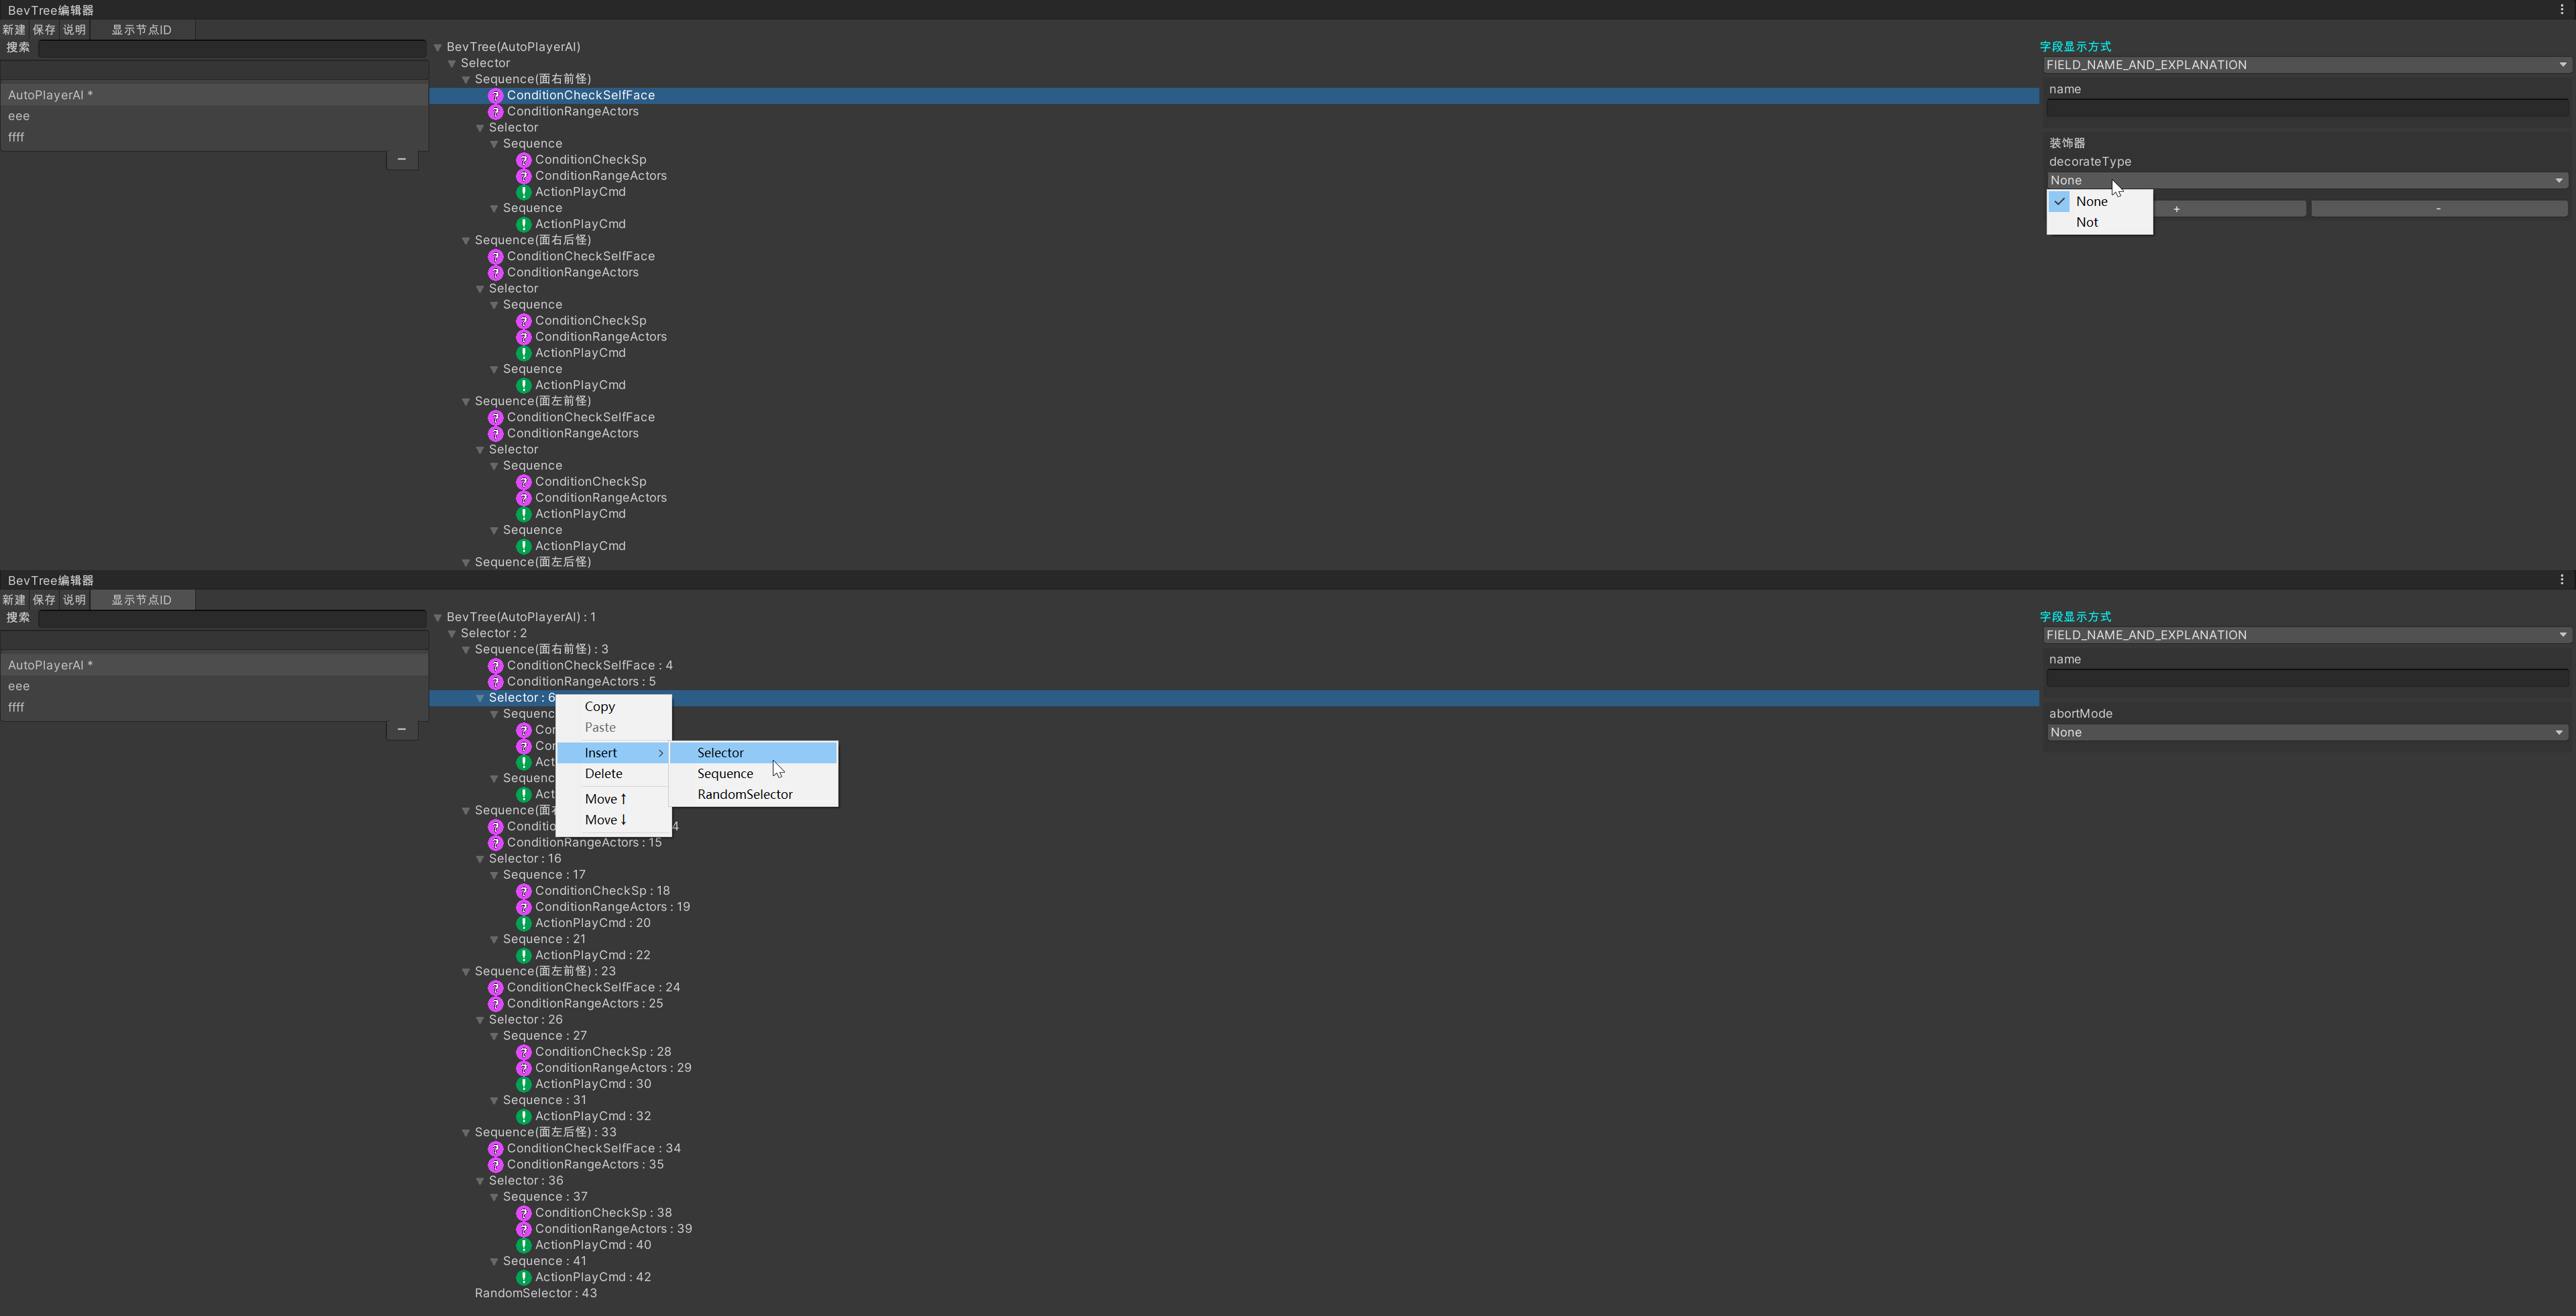 BevTree编辑器
新建 保存 说明 显示节点ID
搜索
AutoPlayerAI *
eee
ffff
BevTree(AutoPlayerAI)
Selector
Sequence(面右前怪)
ConditionCheckSelfFace
ConditionRangeActors
Selector
Sequence
ConditionCheckSp
ConditionRangeActors
ActionPlayCmd
Sequence
ActionPlayCmd
Sequence(面右后怪)
ConditionCheckSelfFace
ConditionRangeActors
Selector
Sequence
ConditionCheckSp
ConditionRangeActors
ActionPlayCmd
Sequence
ActionPlayCmd
Sequence(面左前怪)
ConditionCheckSelfFace
ConditionRangeActors
Selector
Sequence
ConditionCheckSp
ConditionRangeActors
ActionPlayCmd
Sequence
ActionPlayCmd
Sequence(面左后怪)
字段显示方式
FIELD_NAME_AND_EXPLANATION
name
装饰器
decorateType
None
None
Not
+ -
BevTree编辑器
新建 保存 说明 显示节点ID
搜索
AutoPlayerAI *
eee
ffff
BevTree(AutoPlayerAI) : 1
Selector : 2
Sequence(面右前怪) : 3
ConditionCheckSelfFace : 4
ConditionRangeActors : 5
Selector : 6
Sequenc
Con
Con
Act
Sequenc
Act
Sequence(面右
Conditio 4
ConditionRangeActors : 15
Selector : 16
Sequence : 17
ConditionCheckSp : 18
ConditionRangeActors : 19
ActionPlayCmd : 20
Sequence : 21
ActionPlayCmd : 22
Sequence(面左前怪) : 23
ConditionCheckSelfFace : 24
ConditionRangeActors : 25
Selector : 26
Sequence : 27
ConditionCheckSp : 28
ConditionRangeActors : 29
ActionPlayCmd : 30
Sequence : 31
ActionPlayCmd : 32
Sequence(面左后怪) : 33
ConditionCheckSelfFace : 34
ConditionRangeActors : 35
Selector : 36
Sequence : 37
ConditionCheckSp : 38
ConditionRangeActors : 39
ActionPlayCmd : 40
Sequence : 41
ActionPlayCmd : 42
RandomSelector : 43
Copy
Paste
Insert
Delete
Move ↑
Move ↓
Selector
Sequence
RandomSelector
字段显示方式
FIELD_NAME_AND_EXPLANATION
name
abortMode
None